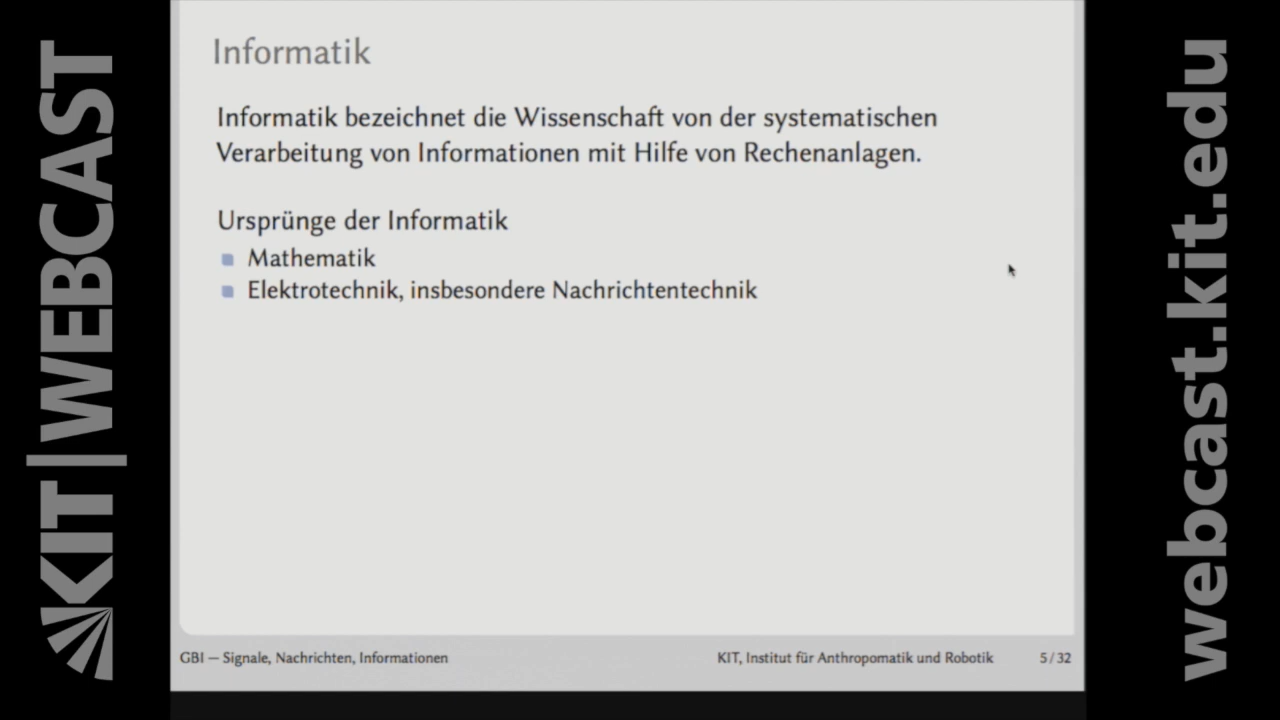 KIT|WEBCAST
Informatik
Informatik bezeichnet die Wissenschaft von der systematischen
Verarbeitung von Informationen mit Hilfe von Rechenanlagen.
Ursprünge der Informatik
Mathematik
Elektrotechnik, insbesondere Nachrichtentechnik
GBI — Signale, Nachrichten, Informationen
KIT, Institut für Anthropomatik und Robotik
5 / 32
webcast.kit.edu